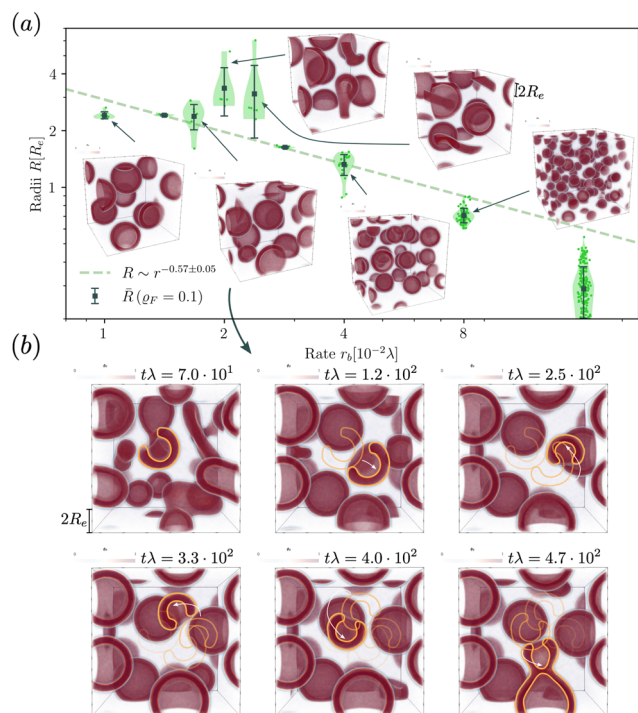 (a)
4
2
1
Radii R[R_e]
2R_e
R ∼ r^{-0.57±0.05}
R̄ (ϱ_F = 0.1)
1
2
4
8
Rate r_b[10^{-2}λ]
(b)
tλ = 7.0 · 10^1
tλ = 1.2 · 10^2
tλ = 2.5 · 10^2
2R_e
tλ = 3.3 · 10^2
tλ = 4.0 · 10^2
tλ = 4.7 · 10^2